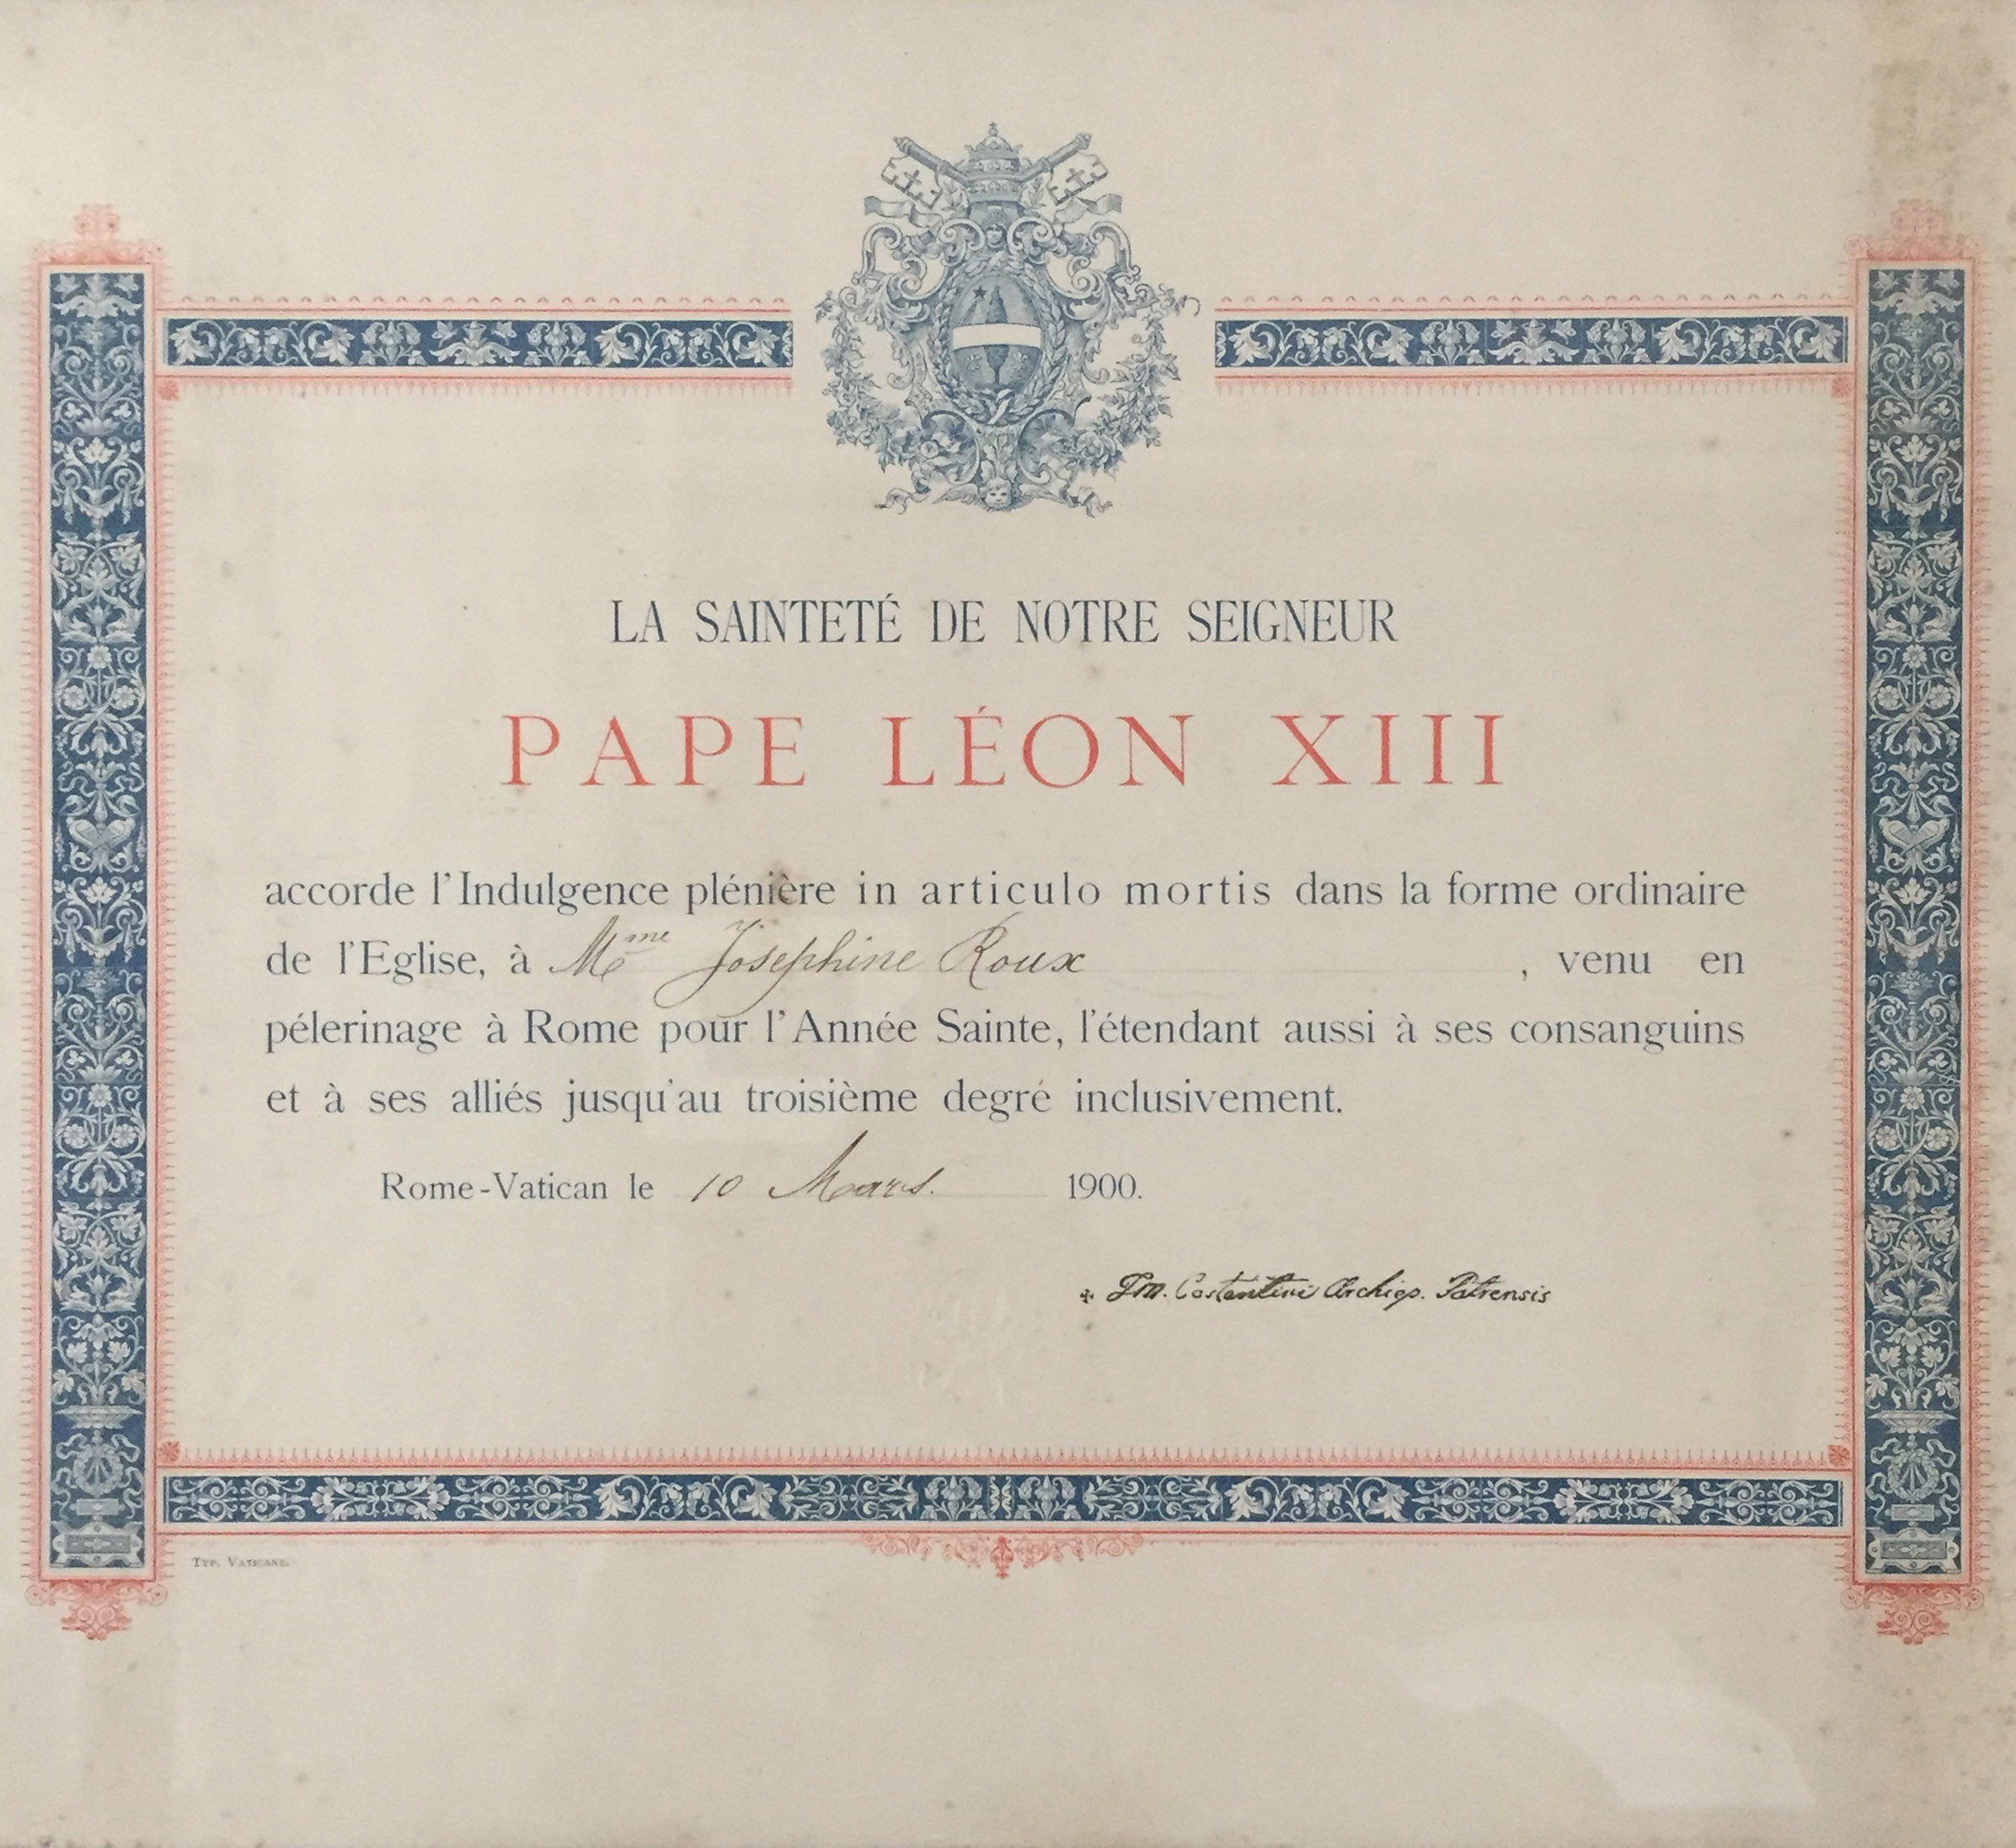 LA SAINTETÉ DE NOTRE SEIGNEUR
PAPE LÉON XIII
accorde l'Indulgence plénière in articulo mortis dans la forme ordinaire
de l'Eglise, à Mme Josephine Roux , venu en
pélerinage à Rome pour l'Année Sainte, l'étendant aussi à ses consanguins
et à ses alliés jusqu'au troisième degré inclusivement.
Rome-Vatican le 10 Mars. 1900.
+ Fm. Costantini Archiep. Patrensis
TYP. VATICANE.